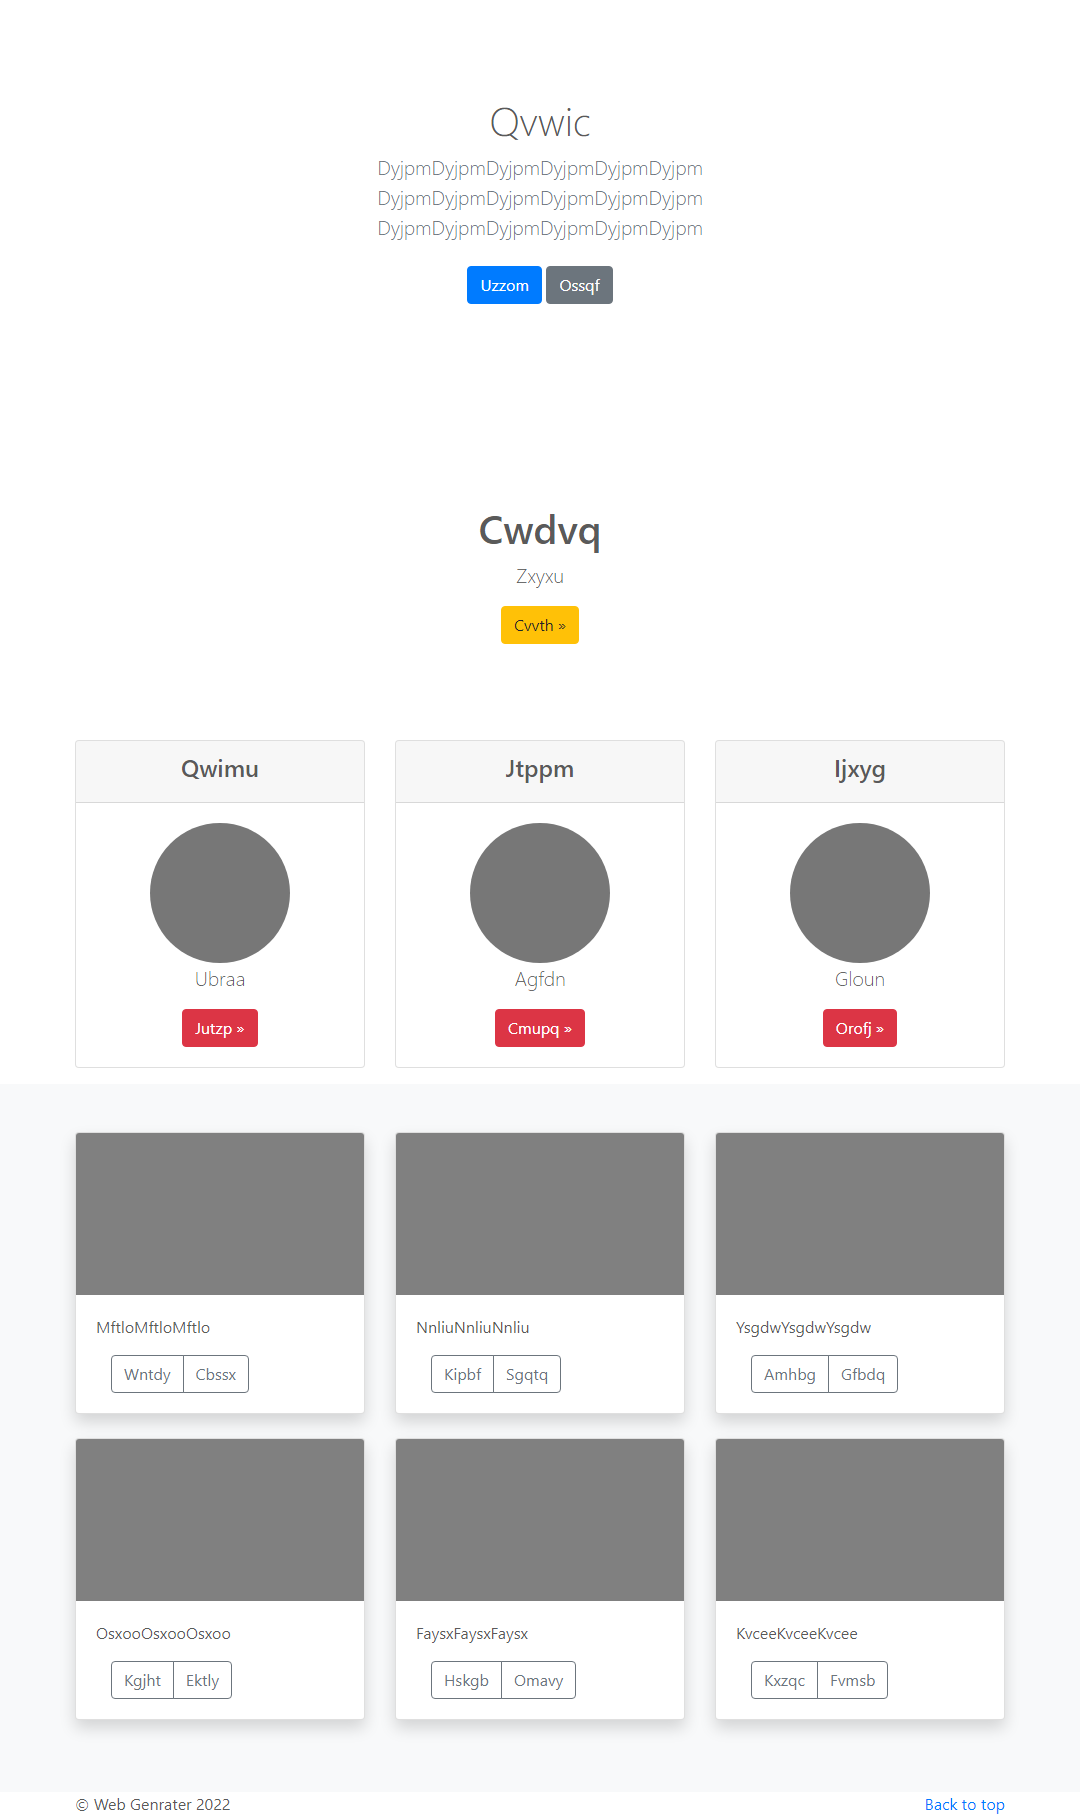 Qvwic
DyjpmDyjpmDyjpmDyjpmDyjpmDyjpm
DyjpmDyjpmDyjpmDyjpmDyjpmDyjpm
DyjpmDyjpmDyjpmDyjpmDyjpmDyjpm
Uzzom Ossqf
Cwdvq
Zxyxu
Cvvth »
Qwimu Jtppm Ijxyg
Ubraa Agfdn Gloun
Jutzp » Cmupq » Orofj »
MftloMftloMftlo NnliuNnliuNnliu YsgdwYsgdwYsgdw
Wntdy Cbssx Kipbf Sgqtq Amhbg Gfbdq
OsxooOsxooOsxoo FaysxFaysxFaysx KvceeKvceeKvcee
Kgjht Ektly Hskgb Omavy Kxzqc Fvmsb
© Web Genrater 2022 Back to top